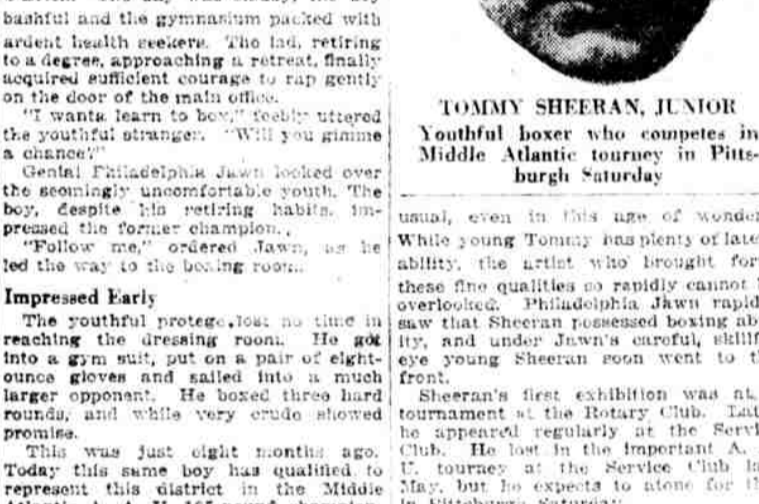 bashful and the gymnasium packed with
ardent health seekers. The lad, retiring
to a degree, approaching a retreat, finally
acquired sufficient courage to rap gently
on the door of the main office.
"I wanta learn to box," feebly uttered
the youthful stranger. "Will you gimme
a chance?"
Genial Philadelphia Jawn looked over
the seemingly uncomfortable youth. The
boy, despite his retiring habits, im-
pressed the former champion.
"Follow me," ordered Jawn, as he
led the way to the boxing room.
Impressed Early
The youthful protege lost no time in
reaching the dressing room. He got
into a gym suit, put on a pair of eight-
ounce gloves and sailed into a much
larger opponent. He boxed three hard
rounds, and while very crude showed
promise.
This was just eight months ago.
Today this same boy has qualified to
represent this district in the Middle
TOMMY SHEERAN, JUNIOR
Youthful boxer who competes in
Middle Atlantic tourney in Pitts-
burgh Saturday
usual, even in this age of wonder
While young Tommy has plenty of late
ability, the artist who brought for
these fine qualities so rapidly cannot
overlooked. Philadelphia Jawn rapid
saw that Sheeran possessed boxing ab
ity, and under Jawn's careful, skillf
eye young Sheeran soon went to t
front.
Sheeran's first exhibition was at
tournament at the Rotary Club. Lat
he appeared regularly at the Servi
Club. He lost in the important A.
U. tourney at the Service Club la
May, but he expects to atone for th
in Pittsburgh Saturday